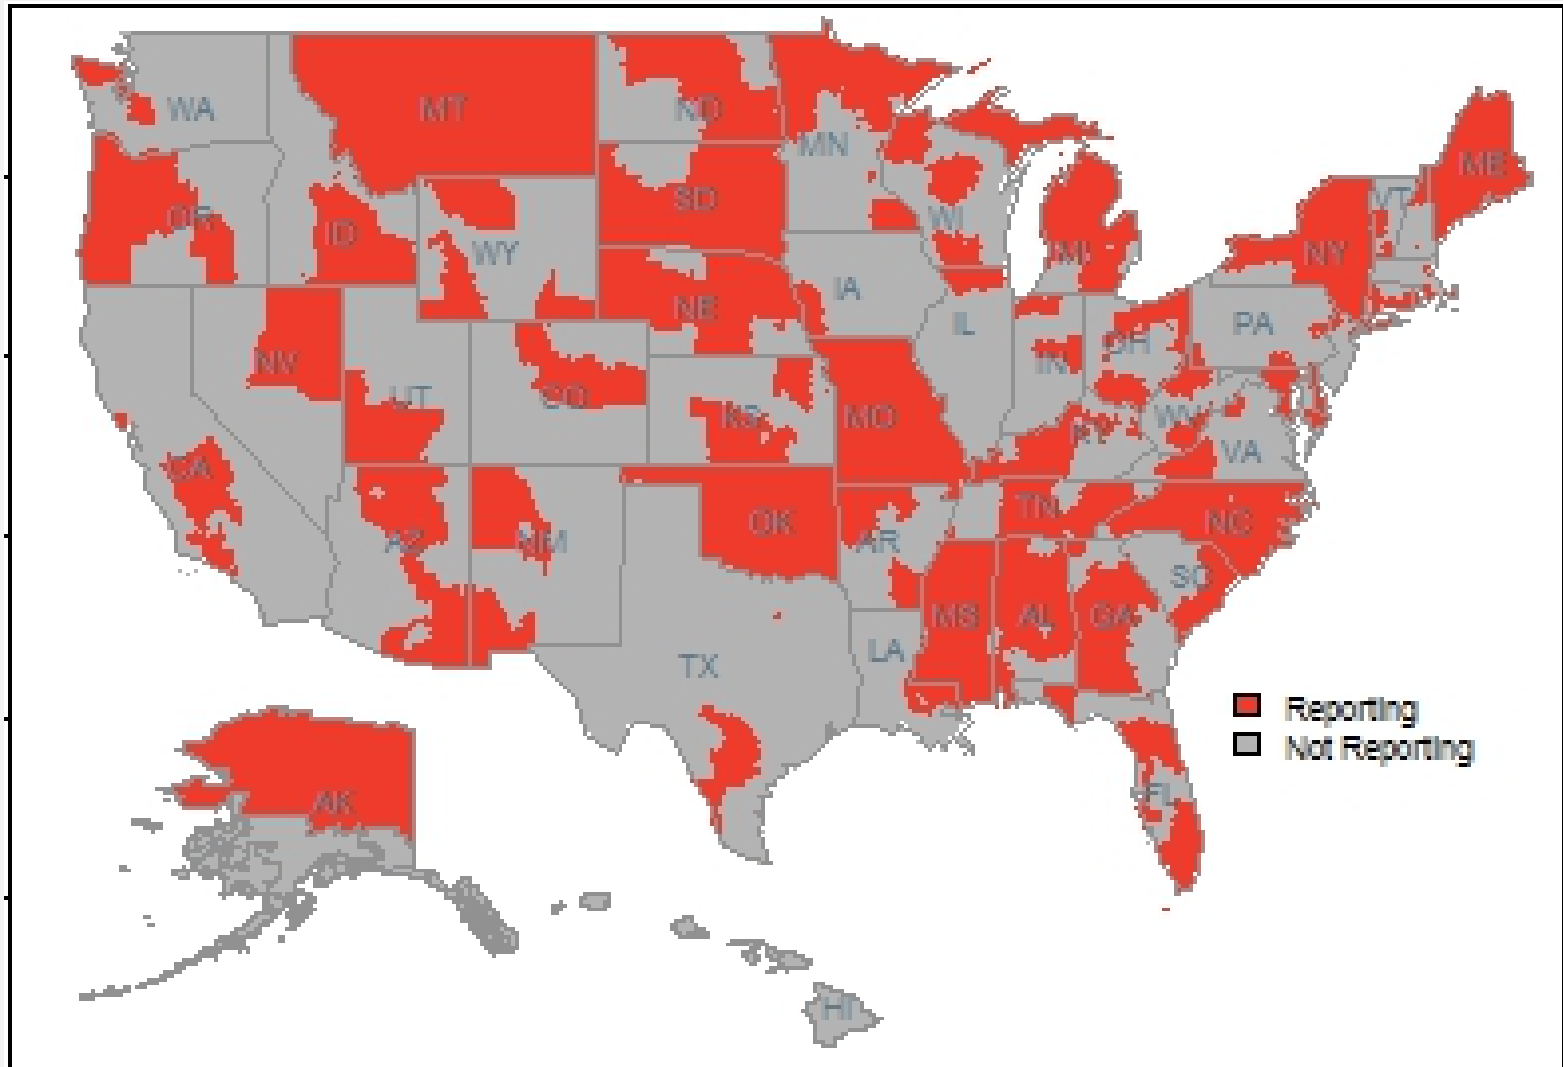 WA
MT
ND
MN
ME
VT
OR
ID
SD
WI
WY
MI
NY
NE
IA
IL
PA
NV
IN
OH
UT
CO
KS
MO
KY
WV
VA
CA
AZ
NM
OK
AR
TN
NC
SC
MS
AL
GA
TX
LA
FL
AK
HI
Reporting
Not Reporting